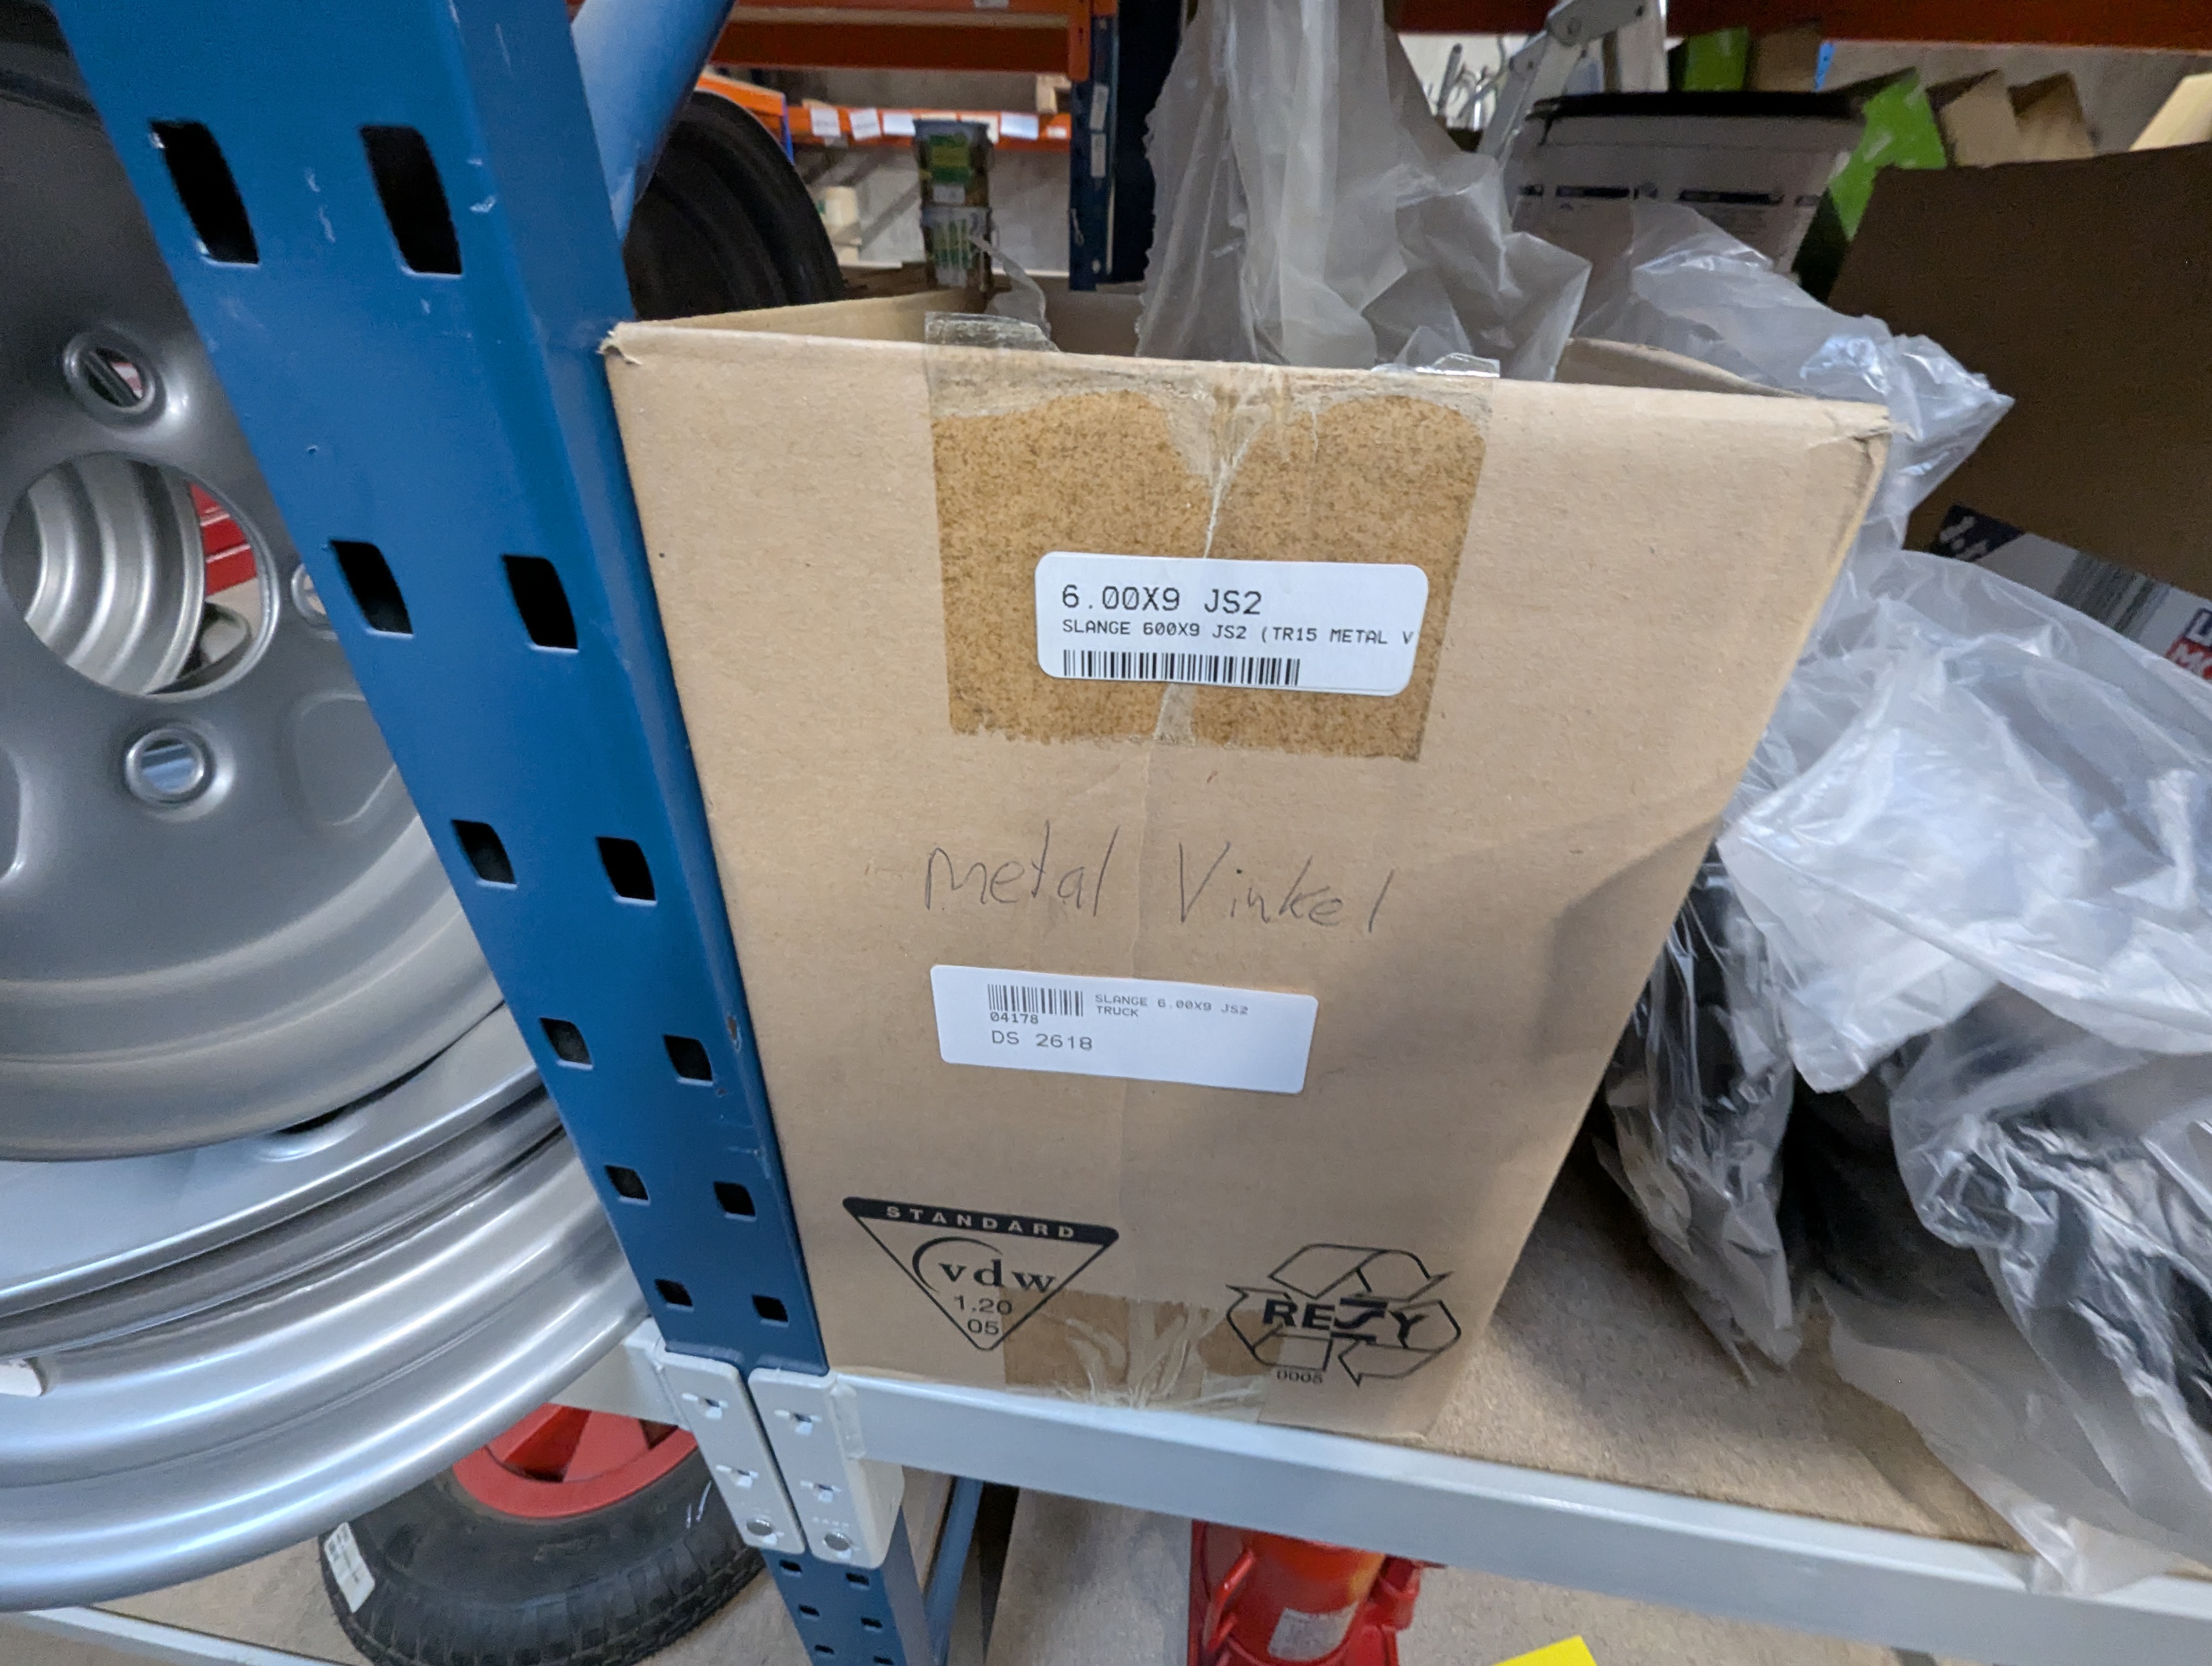 6.00X9 JS2
SLANGE 600X9 JS2 (TR15 METAL V
Metal Vinkel
SLANGE 6.00X9 JS2
TRUCK
04178
DS 2618
STANDARD
vdw
1.20
05
RESY
0005